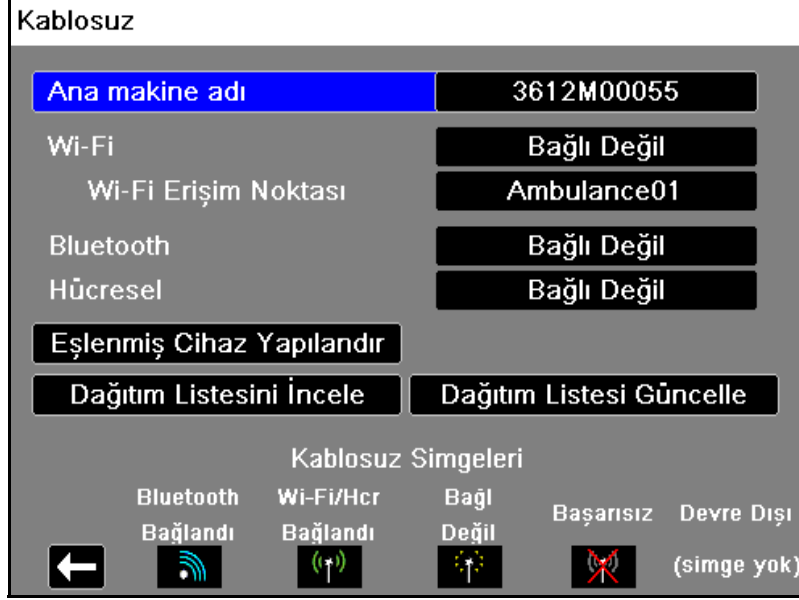 Kablosuz
Ana makine adı 3612M00055
Wi-Fi Bağlı Değil
Wi-Fi Erişim Noktası Ambulance01
Bluetooth Bağlı Değil
Hücresel Bağlı Değil
Eşlenmiş Cihaz Yapılandır
Dağıtım Listesini İncele Dağıtım Listesi Güncelle
Kablosuz Simgeleri
Bluetooth Bağlandı
Wi-Fi/Hcr Bağlandı
Bağl Değil
Başarısız
Devre Dışı
(simge yok)